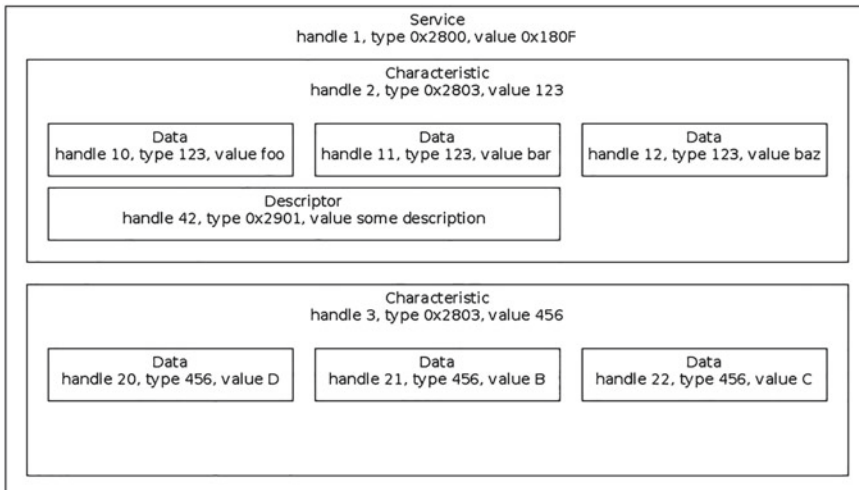 Service
handle 1, type 0x2800, value 0x180F
Characteristic
handle 2, type 0x2803, value 123
Data
handle 10, type 123, value foo
Data
handle 11, type 123, value bar
Data
handle 12, type 123, value baz
Descriptor
handle 42, type 0x2901, value some description
Characteristic
handle 3, type 0x2803, value 456
Data
handle 20, type 456, value D
Data
handle 21, type 456, value B
Data
handle 22, type 456, value C